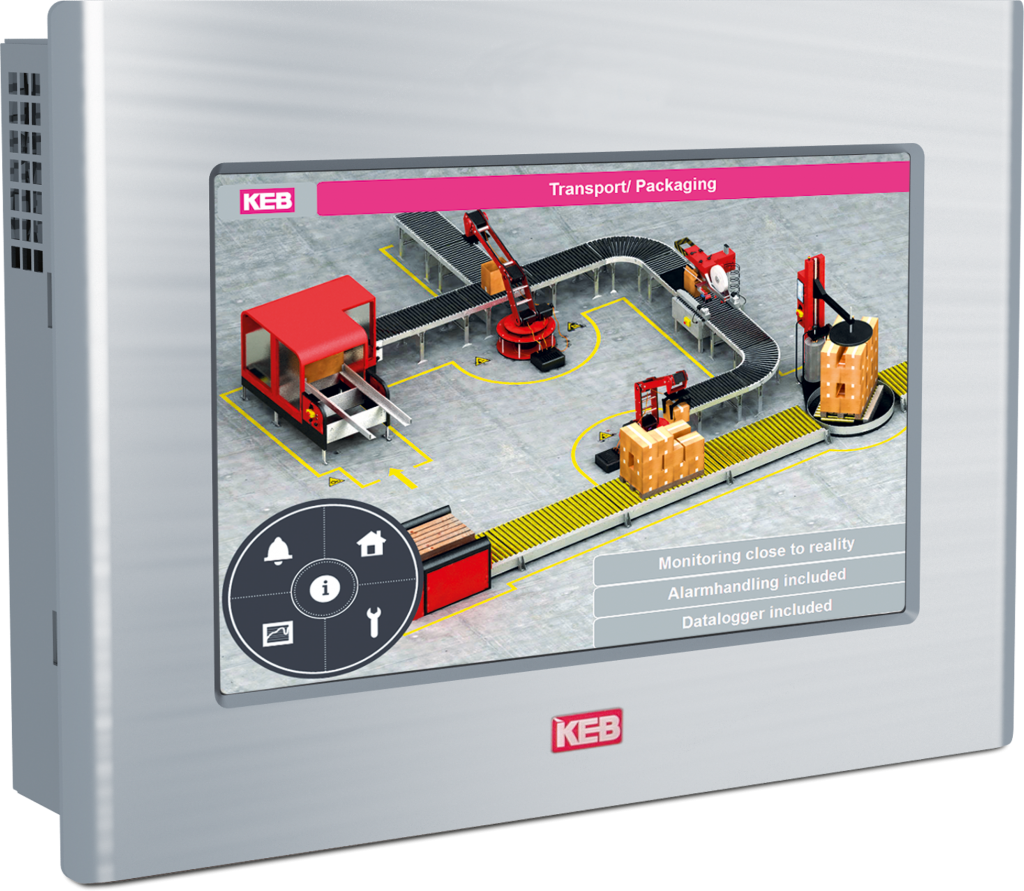 KEB
Transport/ Packaging
i
Monitoring close to reality
Alarmhandling included
Datalogger included
KEB